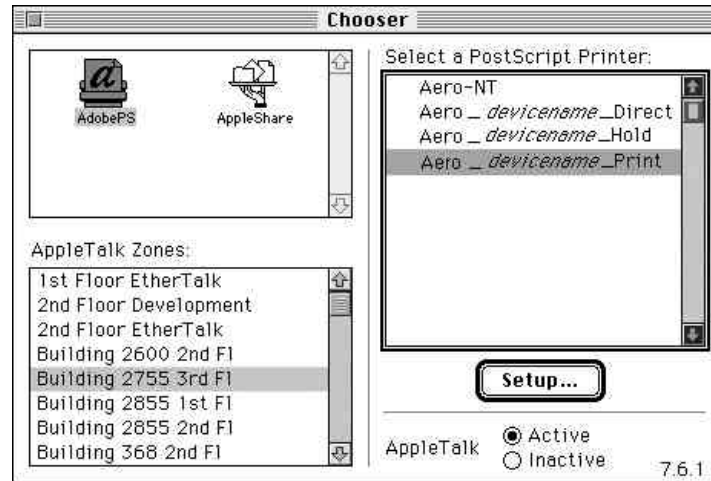 Chooser
AdobePS
AppleShare
AppleTalk Zones:
1st Floor EtherTalk
2nd Floor Development
2nd Floor EtherTalk
Building 2600 2nd Fl
Building 2755 3rd Fl
Building 2855 1st Fl
Building 2855 2nd Fl
Building 368 2nd Fl
Select a PostScript Printer:
Aero-NT
Aero _ devicename _Direct
Aero _ devicename _Hold
Aero _ devicename _Print
Setup...
AppleTalk
Active
Inactive
7.6.1